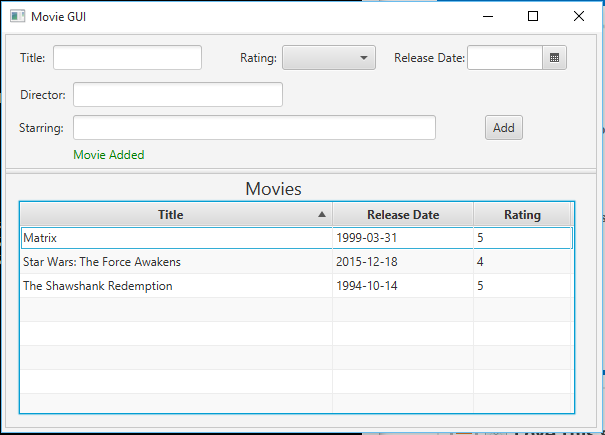 Movie GUI
Title: Rating: Release Date:
Director:
Starring: Add
Movie Added
Movies
Title Release Date Rating
Matrix 1999-03-31 5
Star Wars: The Force Awakens 2015-12-18 4
The Shawshank Redemption 1994-10-14 5